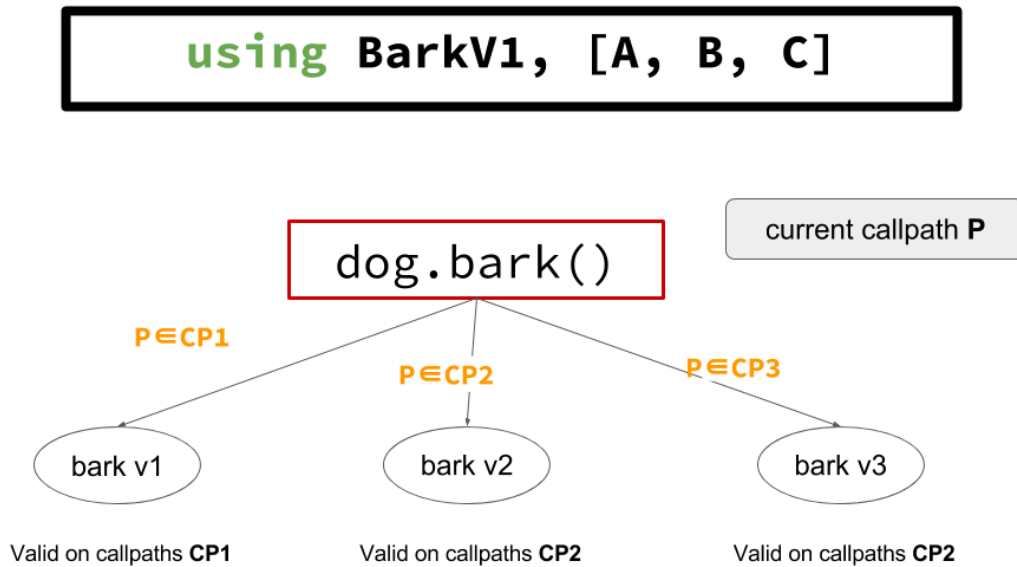 using BarkV1, [A, B, C]
current callpath P
dog.bark()
P∈CP1
P∈CP2
P∈CP3
bark v1
bark v2
bark v3
Valid on callpaths CP1
Valid on callpaths CP2
Valid on callpaths CP2